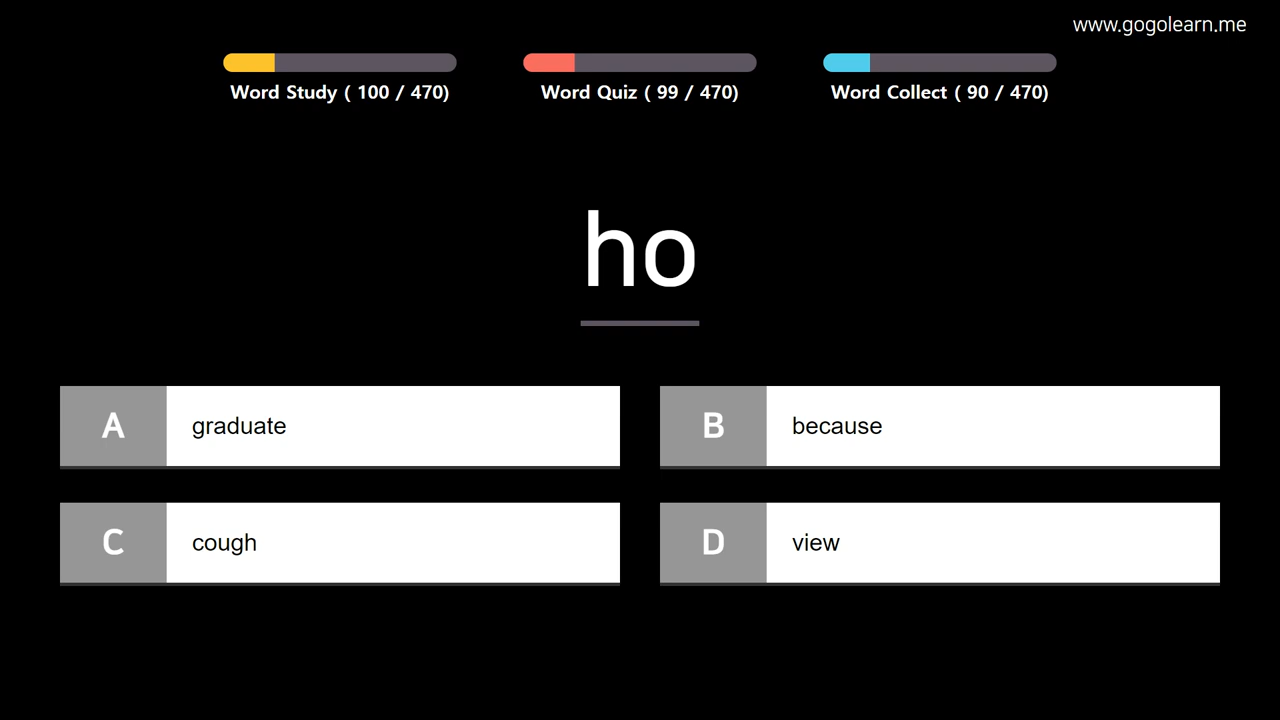 www.gogolearn.me
Word Study ( 100 / 470)
Word Quiz ( 99 / 470)
Word Collect ( 90 / 470)
ho
A graduate
B because
C cough
D view